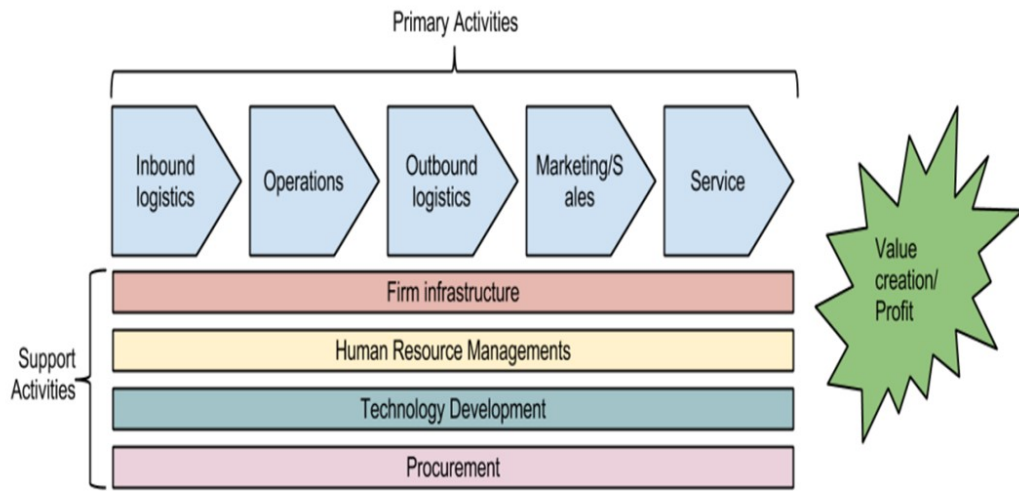 Primary Activities
Inbound
logistics
Operations
Outbound
logistics
Marketing/S
ales
Service
Value
creation/
Profit
Support
Activities
Firm infrastructure
Human Resource Managements
Technology Development
Procurement